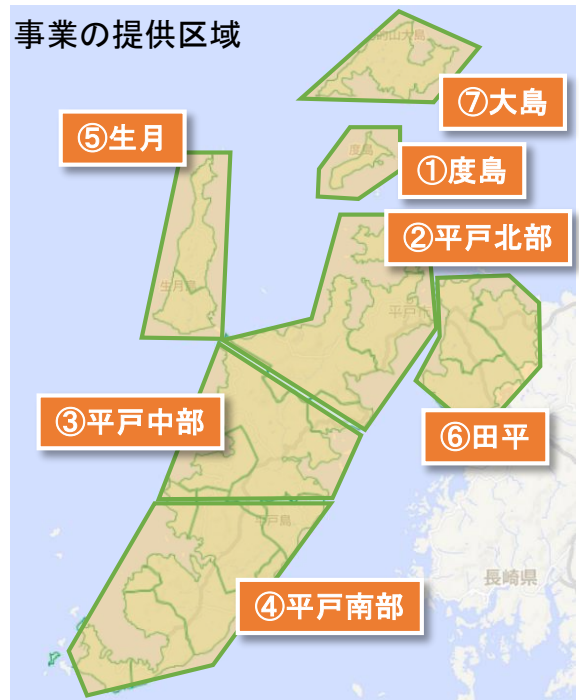 事業の提供区域
⑦大島
⑤生月
度島
①度島
②平戸北部
生月島
平戸市
③平戸中部
⑥田平
平戸島
長崎県
④平戸南部